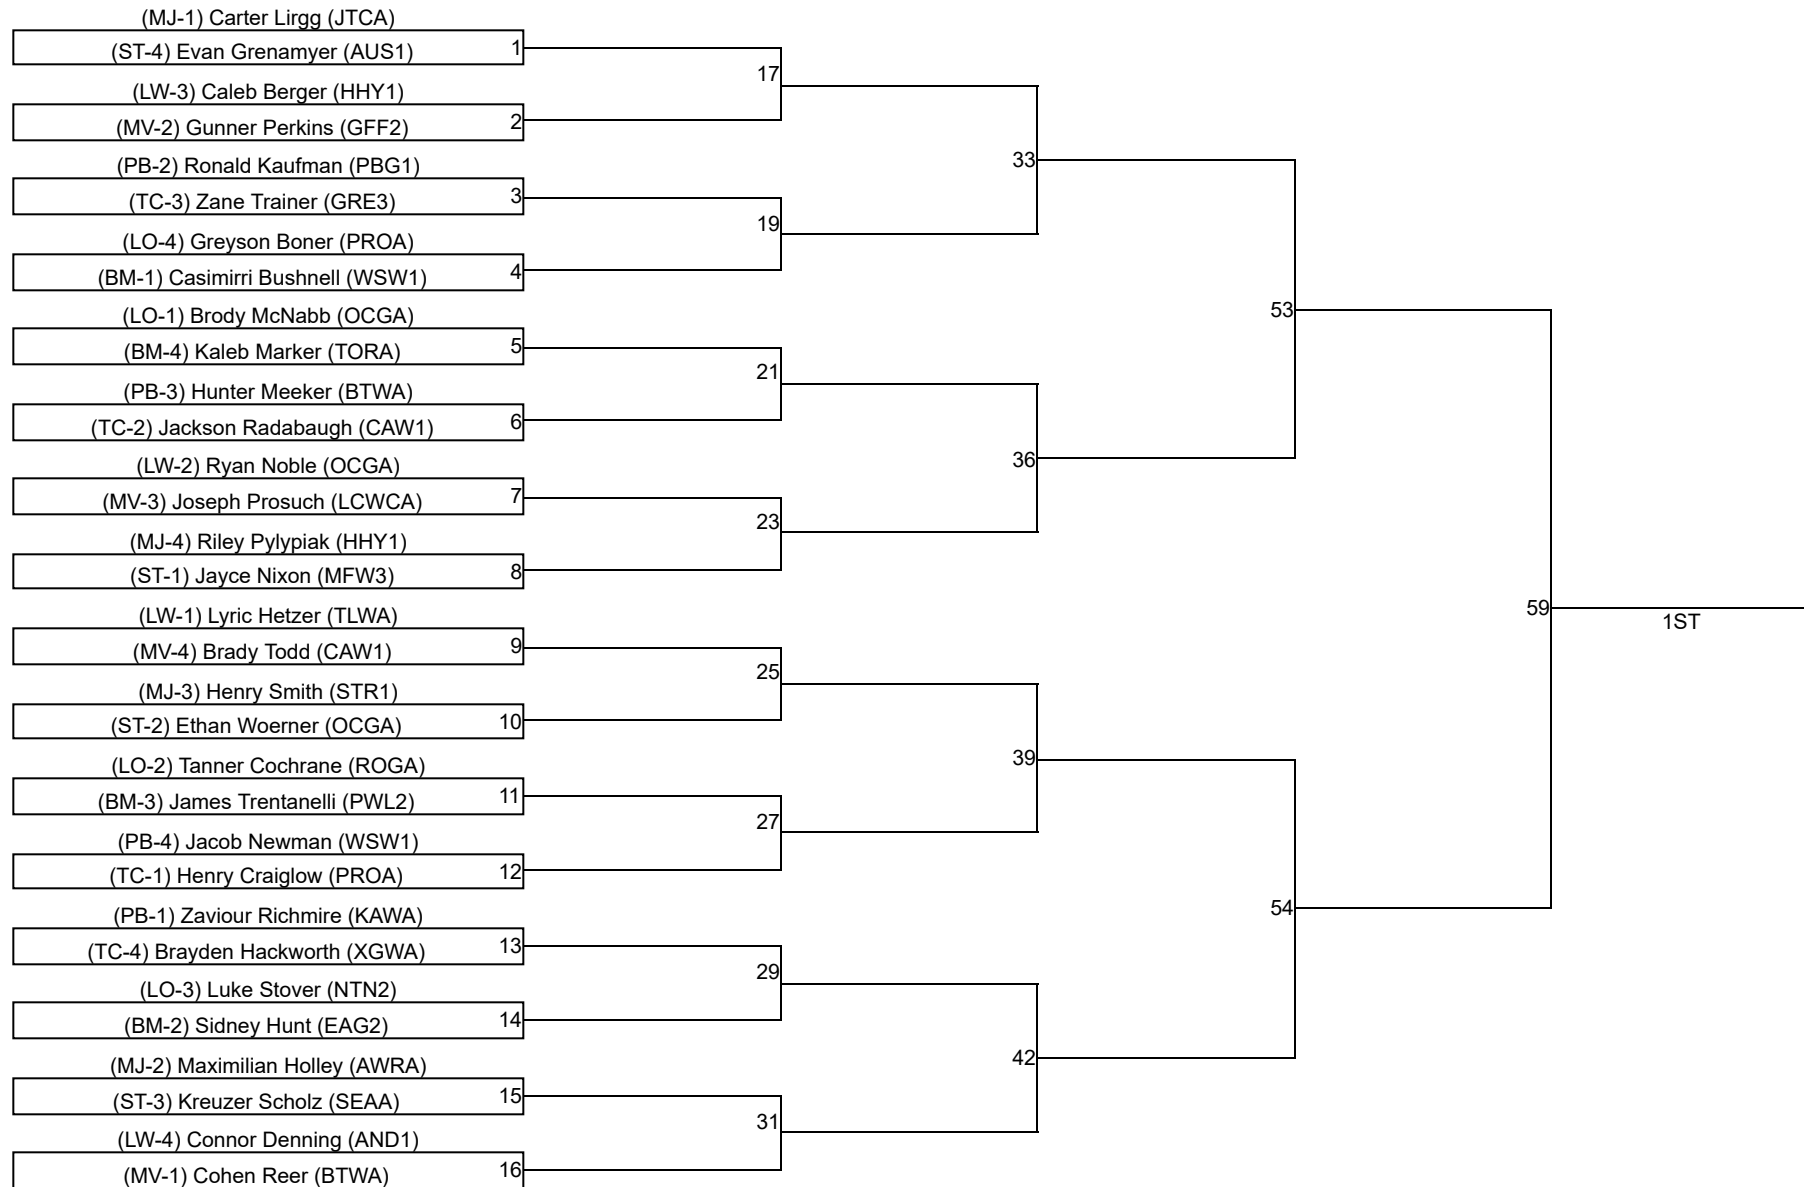 (MJ-1) Carter Lirgg (JTCA)
(ST-4) Evan Grenamyer (AUS1)
1
17
(LW-3) Caleb Berger (HHY1)
(MV-2) Gunner Perkins (GFF2)
2
33
(PB-2) Ronald Kaufman (PBG1)
(TC-3) Zane Trainer (GRE3)
3
19
(LO-4) Greyson Boner (PROA)
(BM-1) Casimirri Bushnell (WSW1)
4
53
(LO-1) Brody McNabb (OCGA)
(BM-4) Kaleb Marker (TORA)
5
21
(PB-3) Hunter Meeker (BTWA)
(TC-2) Jackson Radabaugh (CAW1)
6
36
(LW-2) Ryan Noble (OCGA)
(MV-3) Joseph Prosuch (LCWCA)
7
23
(MJ-4) Riley Pylypiak (HHY1)
(ST-1) Jayce Nixon (MFW3)
8
59
1ST
(LW-1) Lyric Hetzer (TLWA)
(MV-4) Brady Todd (CAW1)
9
25
(MJ-3) Henry Smith (STR1)
(ST-2) Ethan Woerner (OCGA)
10
39
(LO-2) Tanner Cochrane (ROGA)
(BM-3) James Trentanelli (PWL2)
11
27
(PB-4) Jacob Newman (WSW1)
(TC-1) Henry Craiglow (PROA)
12
54
(PB-1) Zaviour Richmire (KAWA)
(TC-4) Brayden Hackworth (XGWA)
13
29
(LO-3) Luke Stover (NTN2)
(BM-2) Sidney Hunt (EAG2)
14
42
(MJ-2) Maximilian Holley (AWRA)
(ST-3) Kreuzer Scholz (SEAA)
15
31
(LW-4) Connor Denning (AND1)
(MV-1) Cohen Reer (BTWA)
16